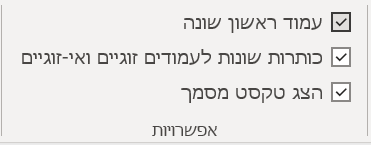 עמוד ראשון שונה
כותרות שונות לעמודים זוגיים ואי-זוגיים
הצג טקסט מסמך
אפשרויות